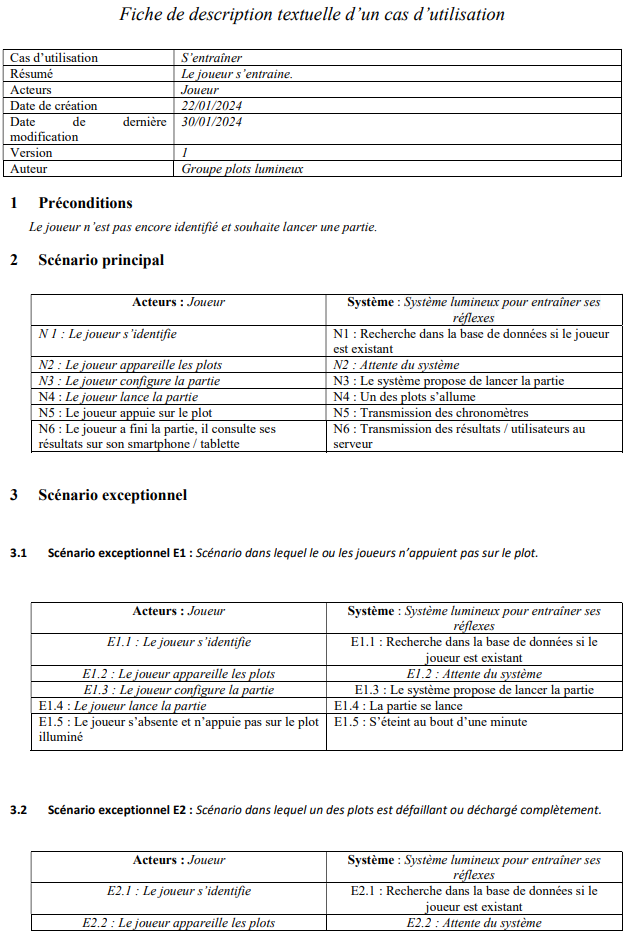 Fiche de description textuelle d’un cas d’utilisation
Cas d’utilisation S’entraîner
Résumé Le joueur s’entraine.
Acteurs Joueur
Date de création 22/01/2024
Date de dernière 30/01/2024
modification
Version 1
Auteur Groupe plots lumineux
1 Préconditions
Le joueur n’est pas encore identifié et souhaite lancer une partie.
2 Scénario principal
Acteurs : Joueur
Système : Système lumineux pour entraîner ses
réflexes
N 1 : Le joueur s’identifie
N1 : Recherche dans la base de données si le joueur
est existant
N2 : Le joueur appareille les plots
N2 : Attente du système
N3 : Le joueur configure la partie
N3 : Le système propose de lancer la partie
N4 : Le joueur lance la partie
N4 : Un des plots s’allume
N5 : Le joueur appuie sur le plot
N5 : Transmission des chronomètres
N6 : Le joueur a fini la partie, il consulte ses
résultats sur son smartphone / tablette
N6 : Transmission des résultats / utilisateurs au
serveur
3 Scénario exceptionnel
3.1 Scénario exceptionnel E1 : Scénario dans lequel le ou les joueurs n’appuient pas sur le plot.
Acteurs : Joueur
Système : Système lumineux pour entraîner ses
réflexes
E1.1 : Le joueur s’identifie
E1.1 : Recherche dans la base de données si le
joueur est existant
E1.2 : Le joueur appareille les plots
E1.2 : Attente du système
E1.3 : Le joueur configure la partie
E1.3 : Le système propose de lancer la partie
E1.4 : Le joueur lance la partie
E1.4 : La partie se lance
E1.5 : Le joueur s’absente et n’appuie pas sur le plot
illuminé
E1.5 : S’éteint au bout d’une minute
3.2 Scénario exceptionnel E2 : Scénario dans lequel un des plots est défaillant ou déchargé complètement.
Acteurs : Joueur
Système : Système lumineux pour entraîner ses
réflexes
E2.1 : Le joueur s’identifie
E2.1 : Recherche dans la base de données si le
joueur est existant
E2.2 : Le joueur appareille les plots
E2.2 : Attente du système